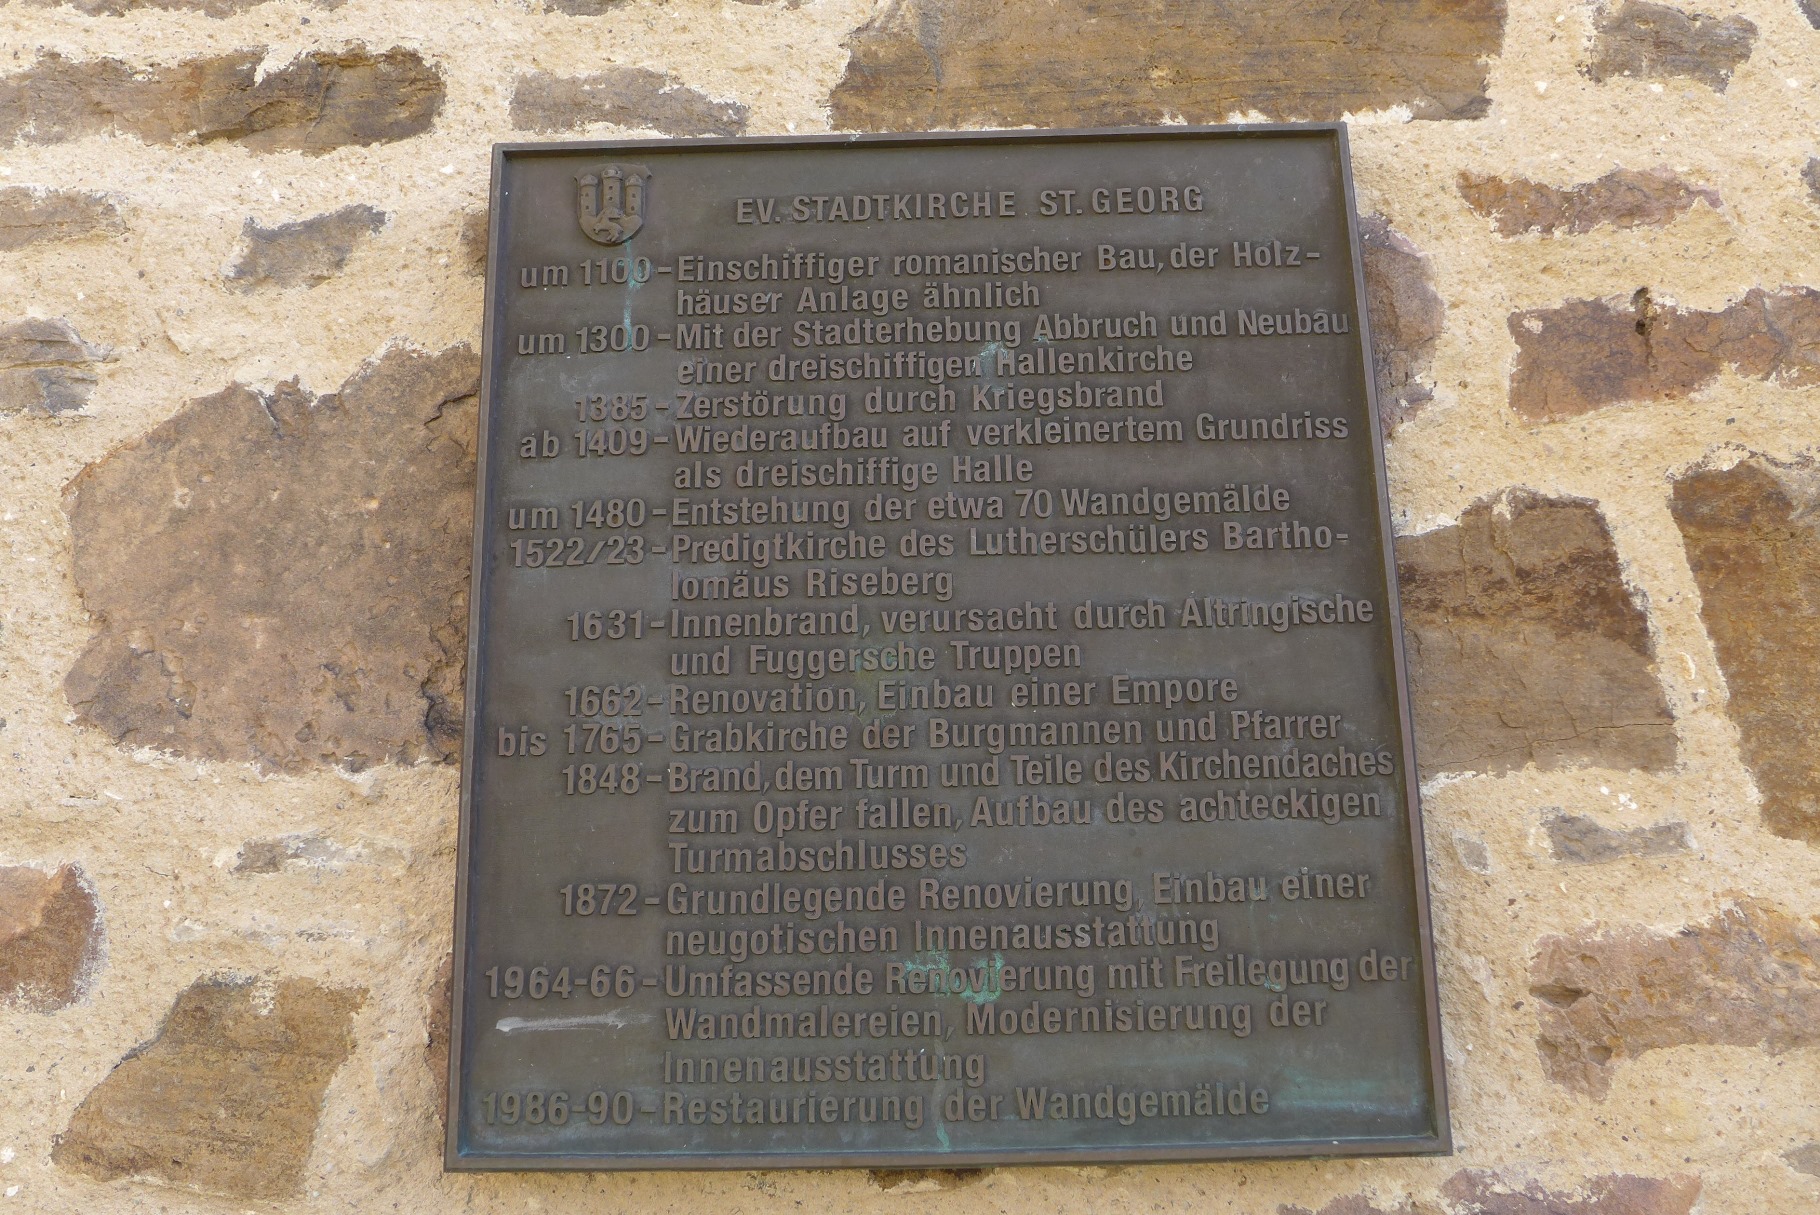 EV. STADTKIRCHE ST. GEORG
um 1100 - Einschiffiger romanischer Bau, der Holz-
häuser Anlage ähnlich
um 1300 - Mit der Stadterhebung Abbruch und Neubau
einer dreischiffigen Hallenkirche
1385 - Zerstörung durch Kriegsbrand
ab 1409 - Wiederaufbau auf verkleinertem Grundriss
als dreischiffige Halle
um 1480 - Entstehung der etwa 70 Wandgemälde
1522/23 - Predigtkirche des Lutherschülers Bartho-
lomäus Riseberg
1631 - Innenbrand, verursacht durch Altringische
und Fuggersche Truppen
1662 - Renovation, Einbau einer Empore
bis 1765 - Grabkirche der Burgmannen und Pfarrer
1848 - Brand, dem Turm und Teile des Kirchendaches
zum Opfer fallen, Aufbau des achteckigen
Turmabschlusses
1872 - Grundlegende Renovierung, Einbau einer
neugotischen Innenausstattung
1964-66 - Umfassende Renovierung mit Freilegung der
Wandmalereien, Modernisierung der
Innenausstattung
1986-90 - Restaurierung der Wandgemälde